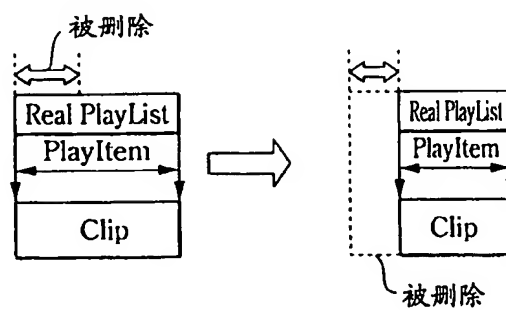 被删除
Real PlayList
PlayItem
Clip
Real PlayList
PlayItem
Clip
被删除